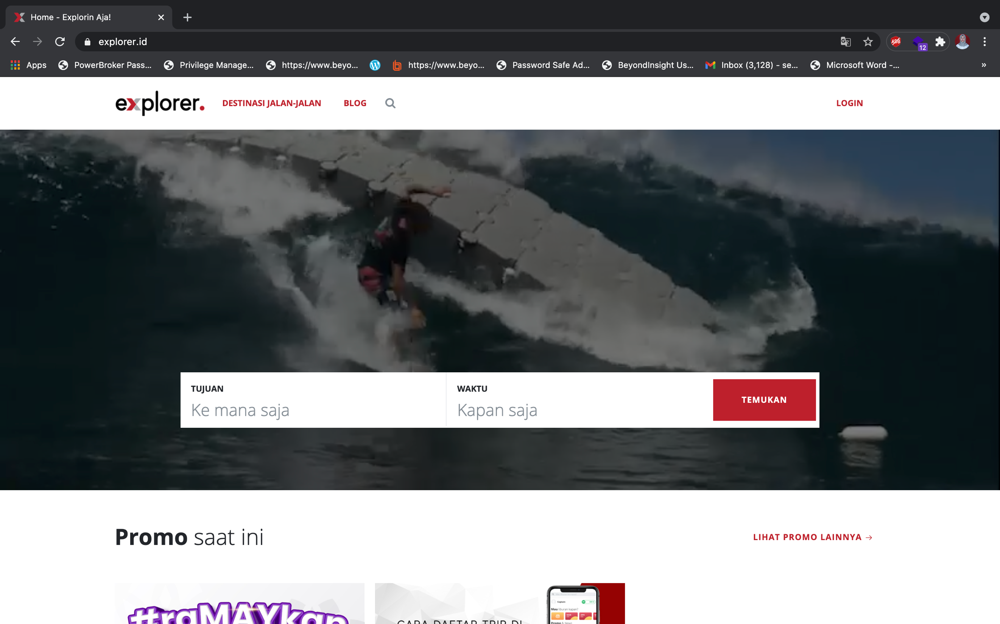 Home - Explorin Aja!
explorer.id
12
Apps PowerBroker Pass... Privilege Manage... https://www.beyo... https://www.beyo... Password Safe Ad... BeyondInsight Us... Inbox (3,128) - se... Microsoft Word -... »
explorer. DESTINASI JALAN-JALAN BLOG LOGIN
TUJUAN WAKTU
Ke mana saja Kapan saja
TEMUKAN
Promo saat ini LIHAT PROMO LAINNYA →
#raMAYkan
CARA DAFTAR TRIP DI
Captain
Mau liburan kapan?
Promo & News